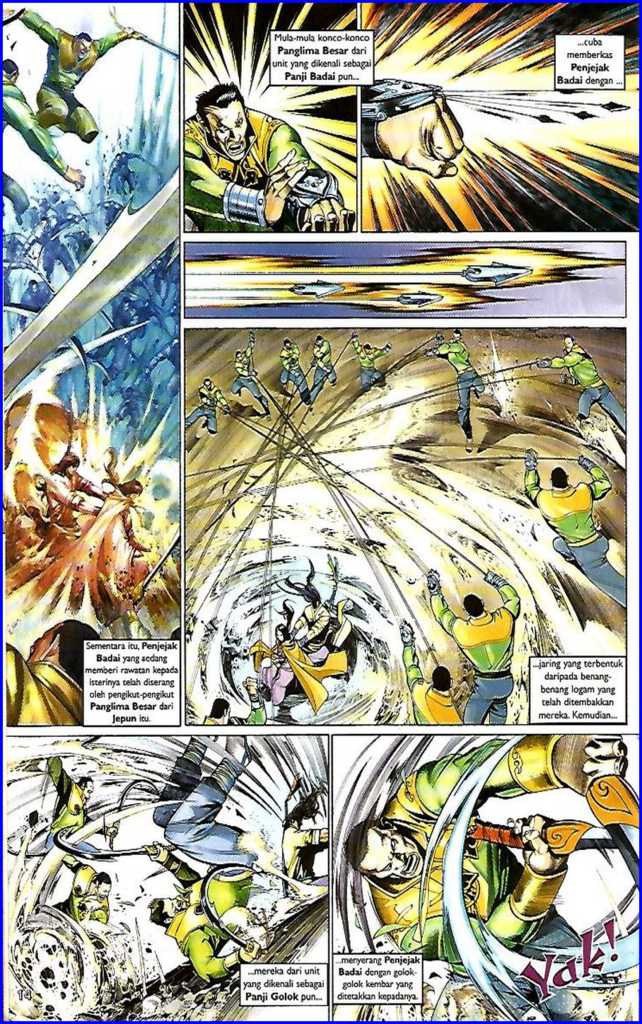 Sementara itu, Penjejak
Badai yang sedang
memberi rawatan kepada
isterinya telah diserang
oleh pengikut-pengikut
Panglima Besar dari
Jepun itu.
Mula-mula konco-konco
Panglima Besar dari
unit yang dikenali sebagai
Panji Badai pun...
...cuba
memberkas
Penjejak
Badai dengan ...
...jaring yang terbentuk
daripada benang-
benang logam yang
telah ditembakkan
mereka. Kemudian...
...mereka dari unit
yang dikenali sebagai
Panji Golok pun...
...menyerang Penjejak
Badai dengan golok-
golok kembar yang
ditetakkan kepadanya.
Yak!
14